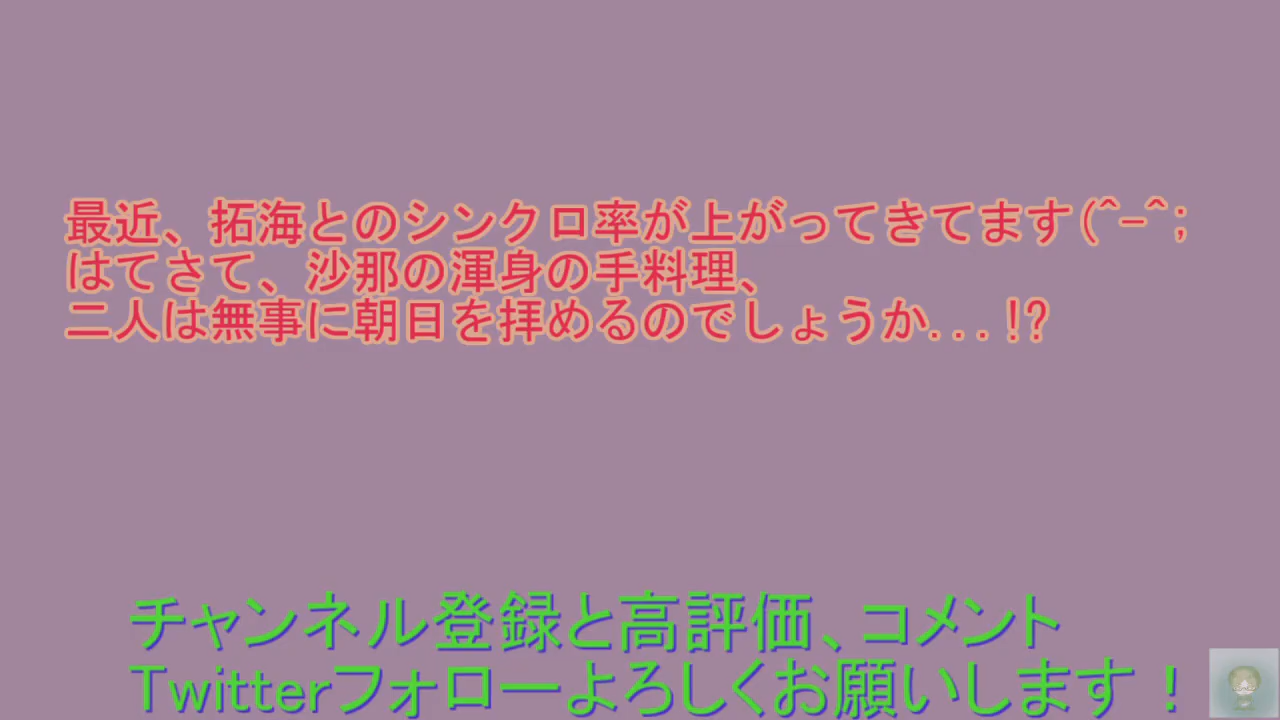 最近、拓海とのシンクロ率が上がってきてます(^-^;
はてさて、沙那の渾身の手料理、
二人は無事に朝日を拝めるのでしょうか...!?
チャンネル登録と高評価、コメント
Twitterフォローよろしくお願いします！